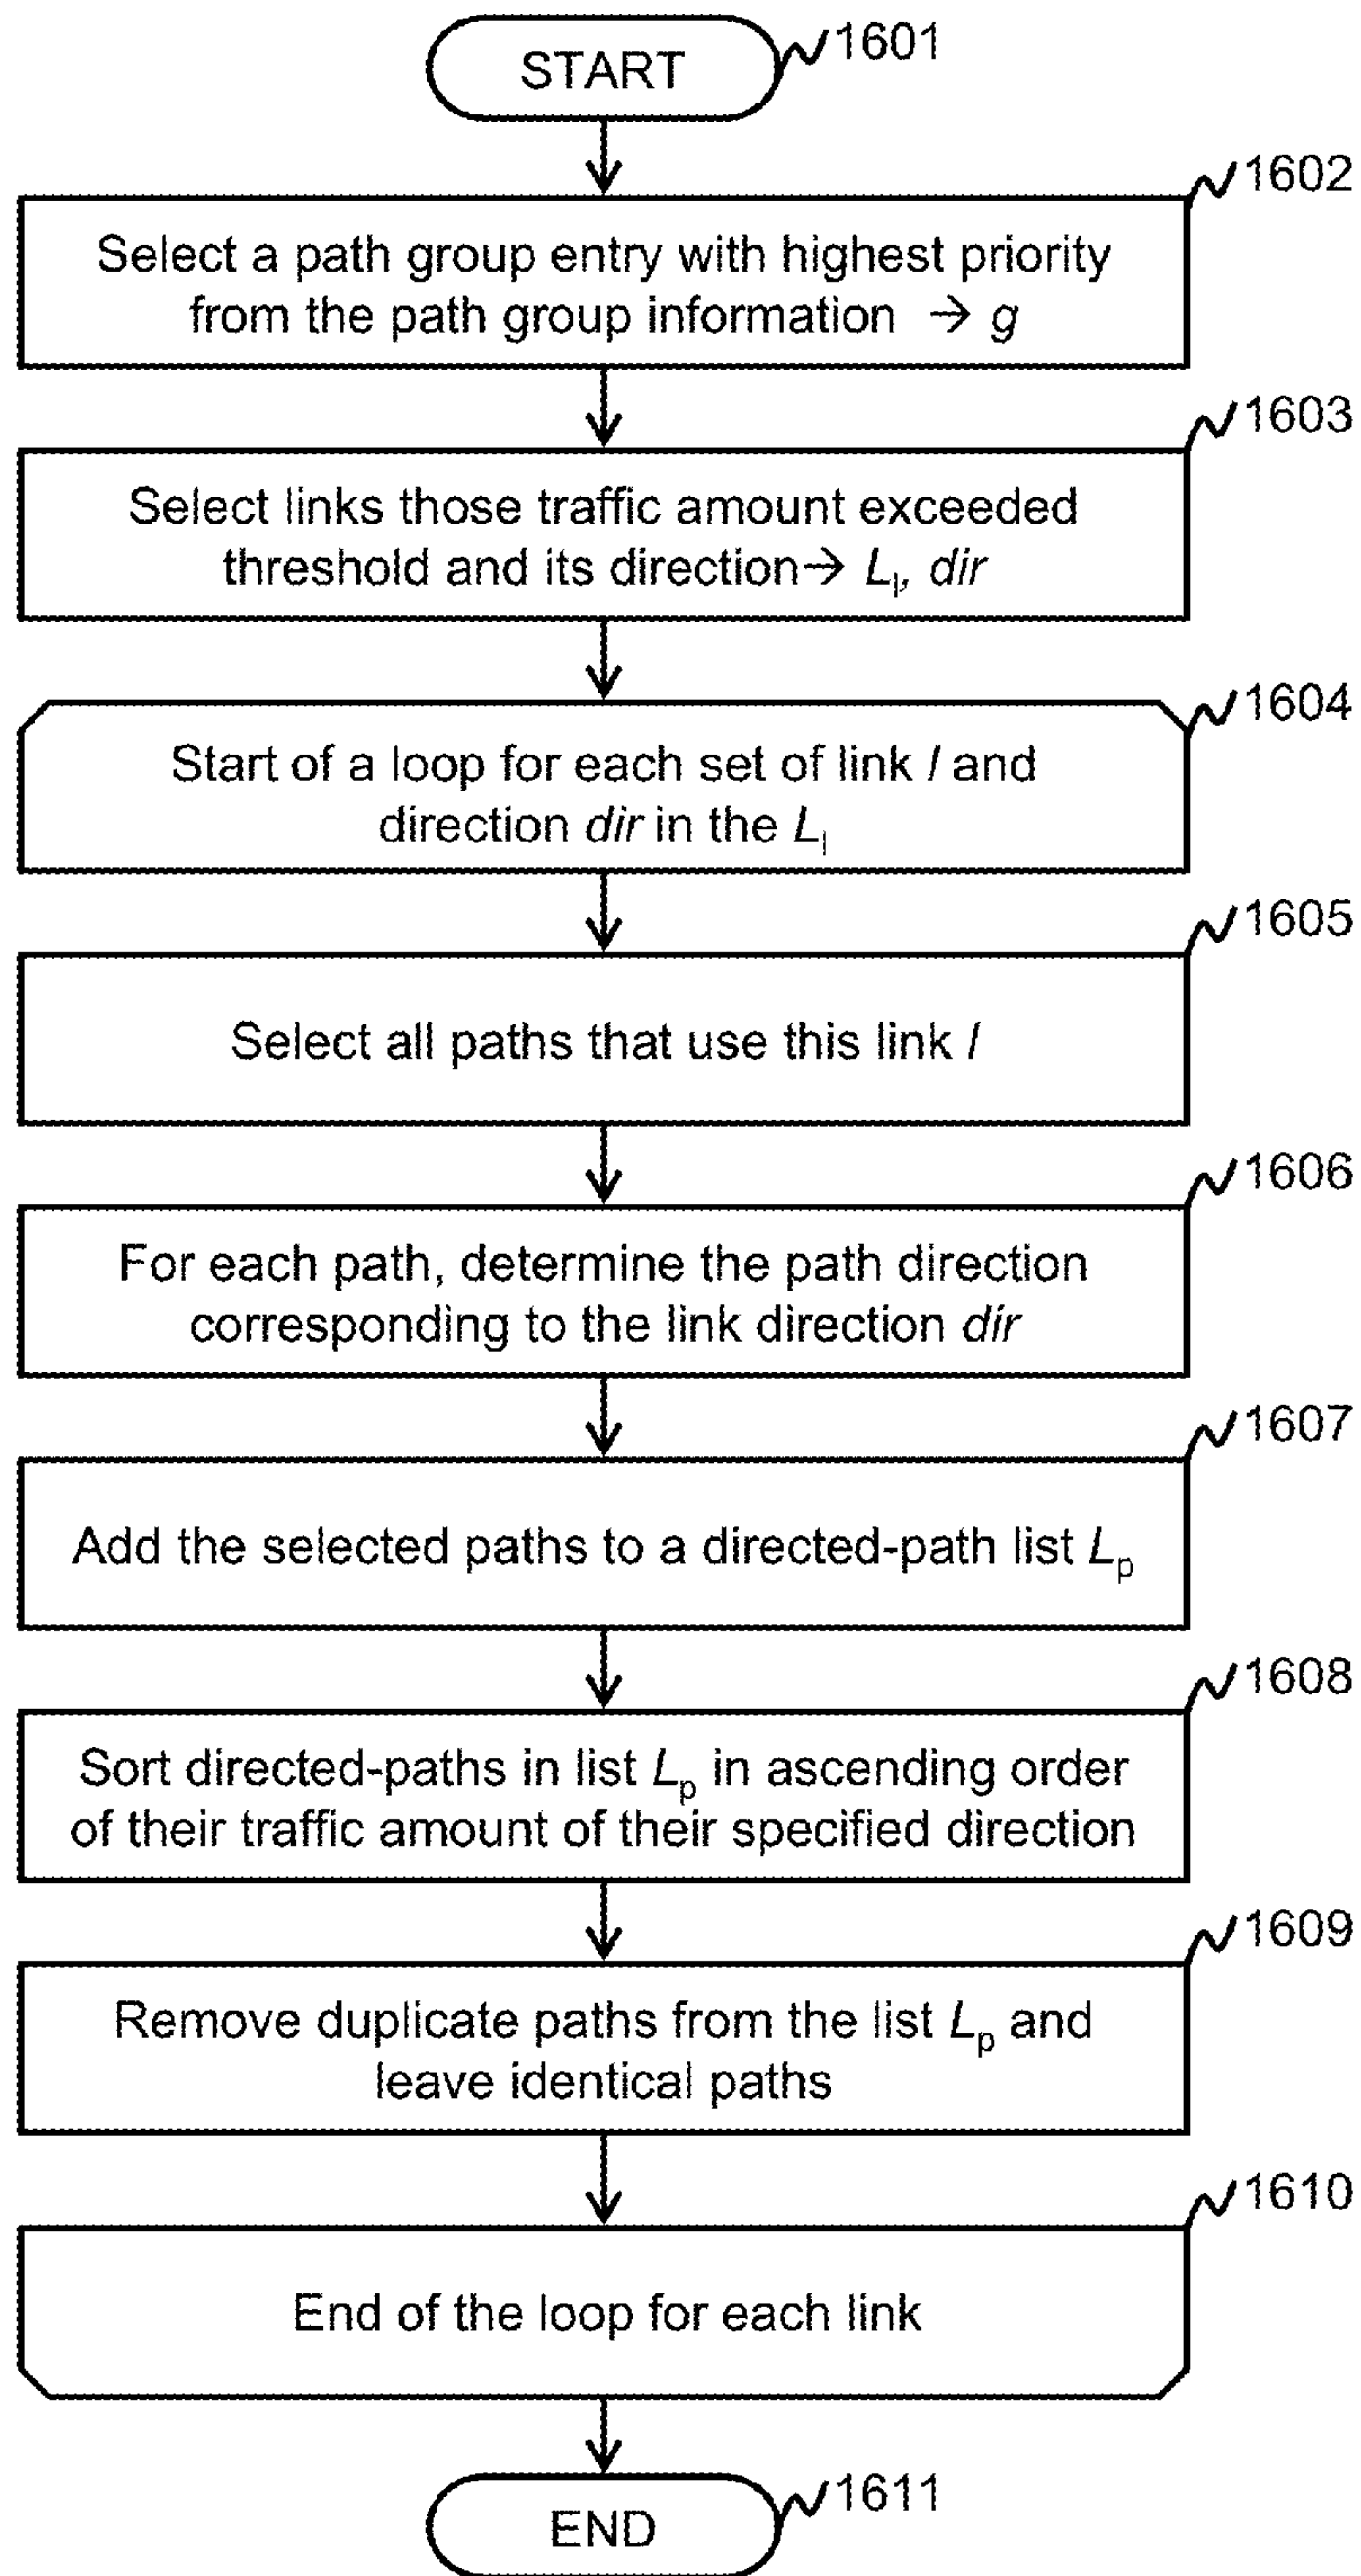 START
1601
1602
Select a path group entry with highest priority
from the path group information → g
1603
Select links those traffic amount exceeded
threshold and its direction→ Ll, dir
1604
Start of a loop for each set of link l and
direction dir in the Ll
1605
Select all paths that use this link l
1606
For each path, determine the path direction
corresponding to the link direction dir
1607
Add the selected paths to a directed-path list Lp
1608
Sort directed-paths in list Lp in ascending order
of their traffic amount of their specified direction
1609
Remove duplicate paths from the list Lp and
leave identical paths
1610
End of the loop for each link
1611
END